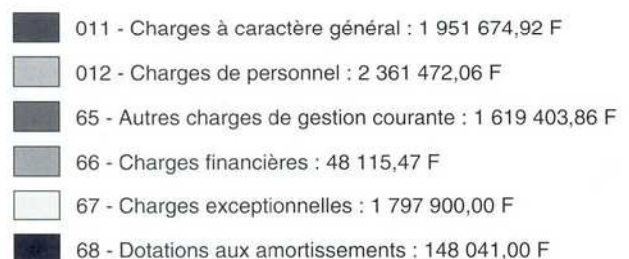 011 - Charges à caractère général : 1 951 674,92 F
012 - Charges de personnel : 2 361 472,06 F
65 - Autres charges de gestion courante : 1 619 403,86 F
66 - Charges financières : 48 115,47 F
67 - Charges exceptionnelles : 1 797 900,00 F
68 - Dotations aux amortissements : 148 041,00 F